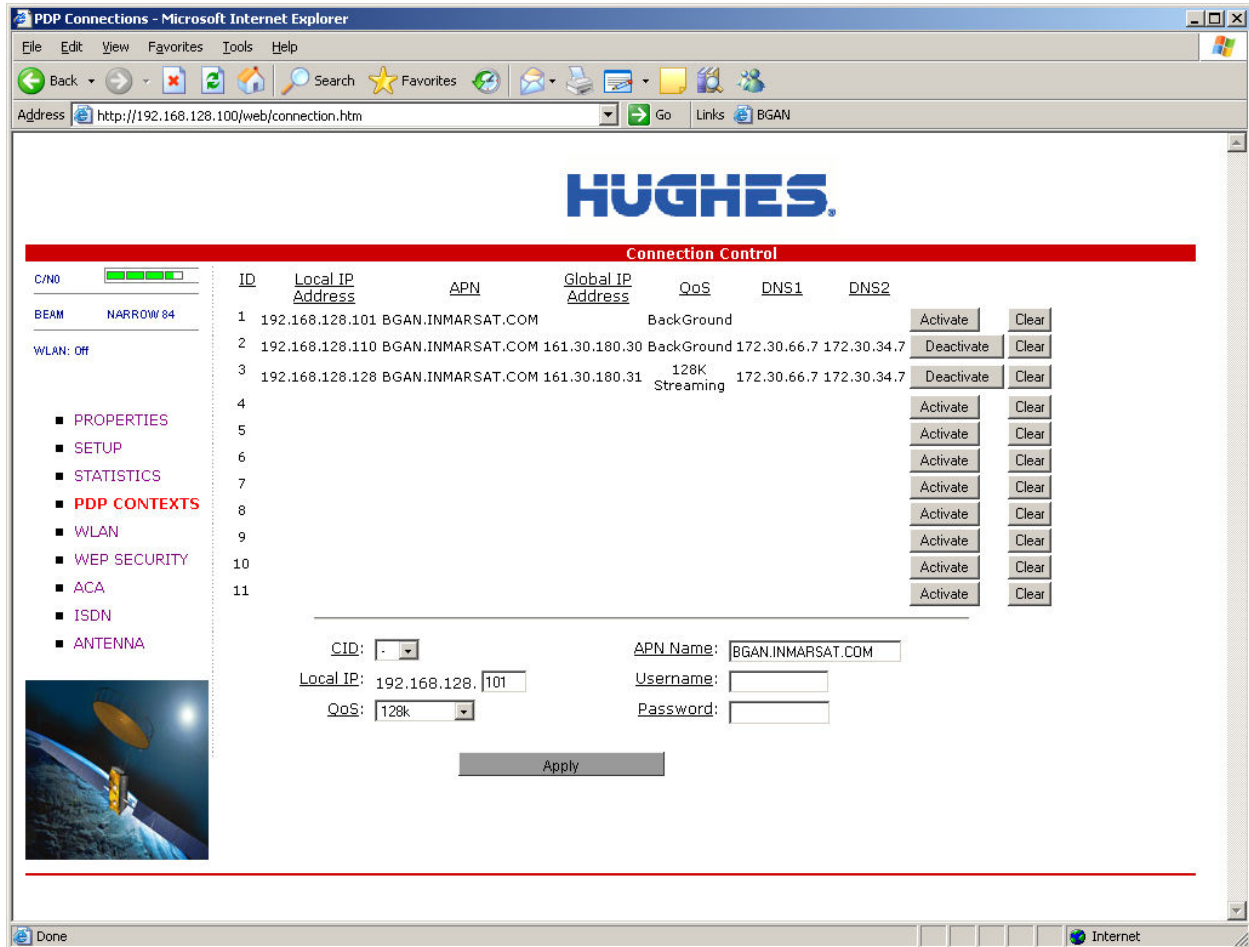 PDP Connections - Microsoft Internet Explorer
File Edit View Favorites Tools Help
Back Search Favorites
Address http://192.168.128.100/web/connection.htm Go Links BGAN
HUGHES®
Connection Control
C/N0
BEAM NARROW 84
WLAN: Off
PROPERTIES
SETUP
STATISTICS
PDP CONTEXTS
WLAN
WEP SECURITY
ACA
ISDN
ANTENNA
ID Local IP Address APN Global IP Address QoS DNS1 DNS2
1 192.168.128.101 BGAN.INMARSAT.COM BackGround Activate Clear
2 192.168.128.110 BGAN.INMARSAT.COM 161.30.180.30 BackGround 172.30.66.7 172.30.34.7 Deactivate Clear
3 192.168.128.128 BGAN.INMARSAT.COM 161.30.180.31 128K Streaming 172.30.66.7 172.30.34.7 Deactivate Clear
4 Activate Clear
5 Activate Clear
6 Activate Clear
7 Activate Clear
8 Activate Clear
9 Activate Clear
10 Activate Clear
11 Activate Clear
CID: - APN Name: BGAN.INMARSAT.COM
Local IP: 192.168.128. 101 Username:
QoS: 128k Password:
Apply
Done Internet